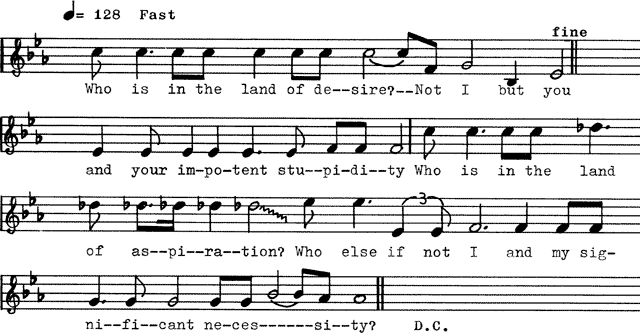 ♩= 128 Fast
fine
Who is in the land of de--sire?--Not I but you
and your im-po-tent stu--pi-di--ty Who is in the land
3
of as--pi--ra--tion? Who else if not I and my sig-
ni--fi--cant ne-ces------si--ty? D.C.